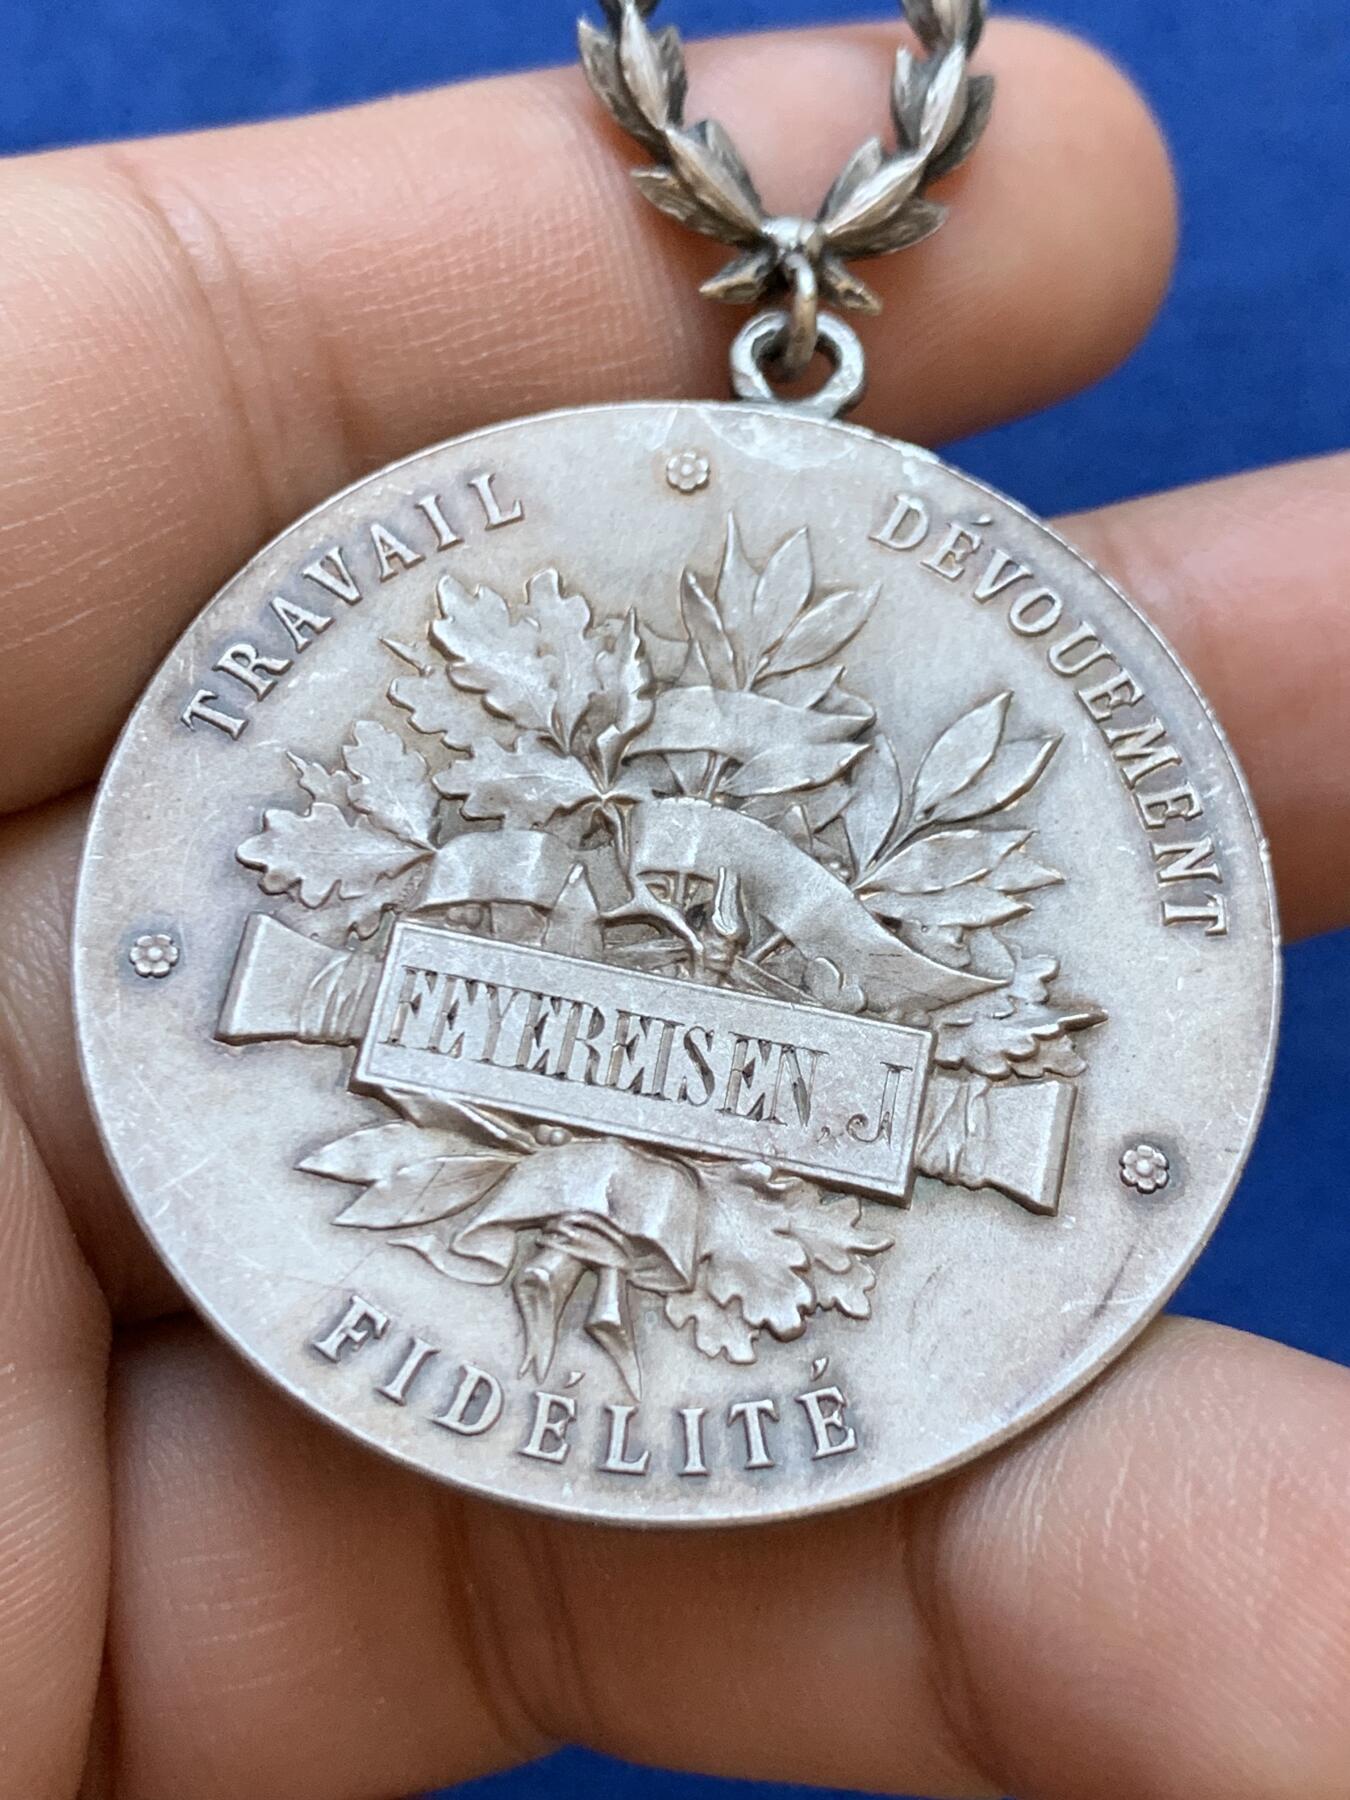 TRAVAIL
DÉVOUEMENT
FEYEREISEN, J
FIDÉLITÉ